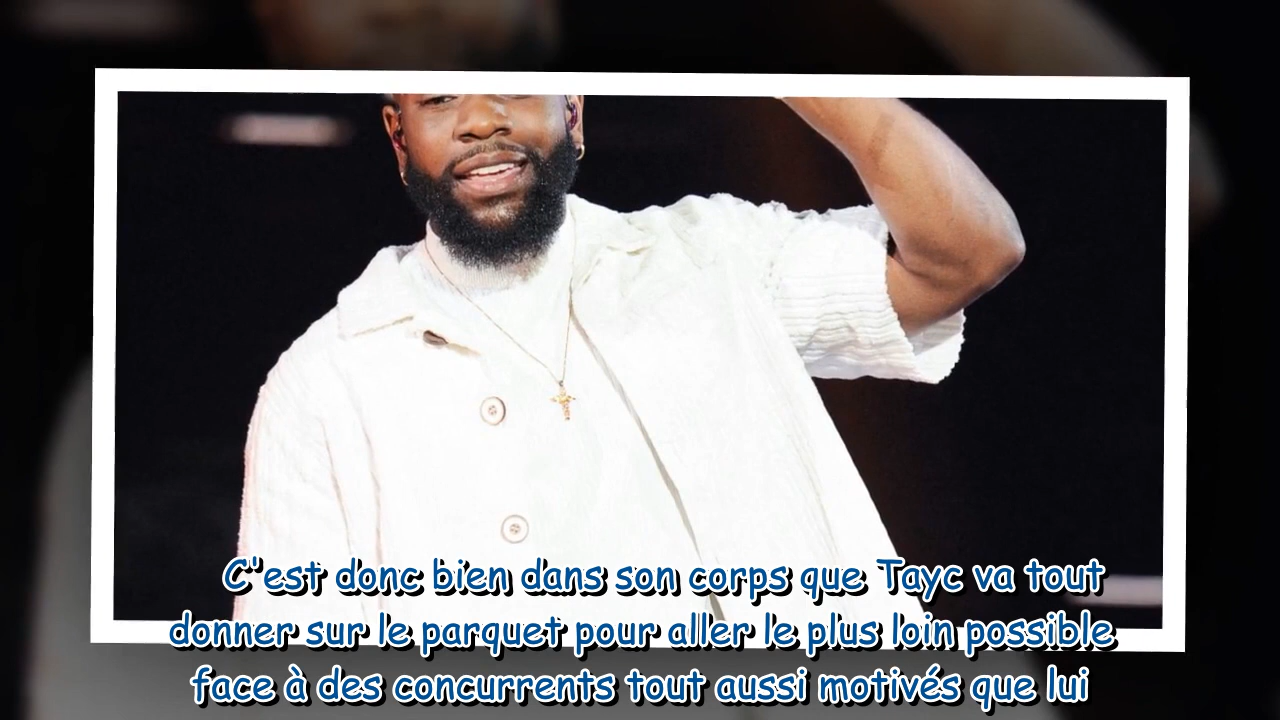 C'est donc bien dans son corps que Tayc va tout
donner sur le parquet pour aller le plus loin possible
face à des concurrents tout aussi motivés que lui